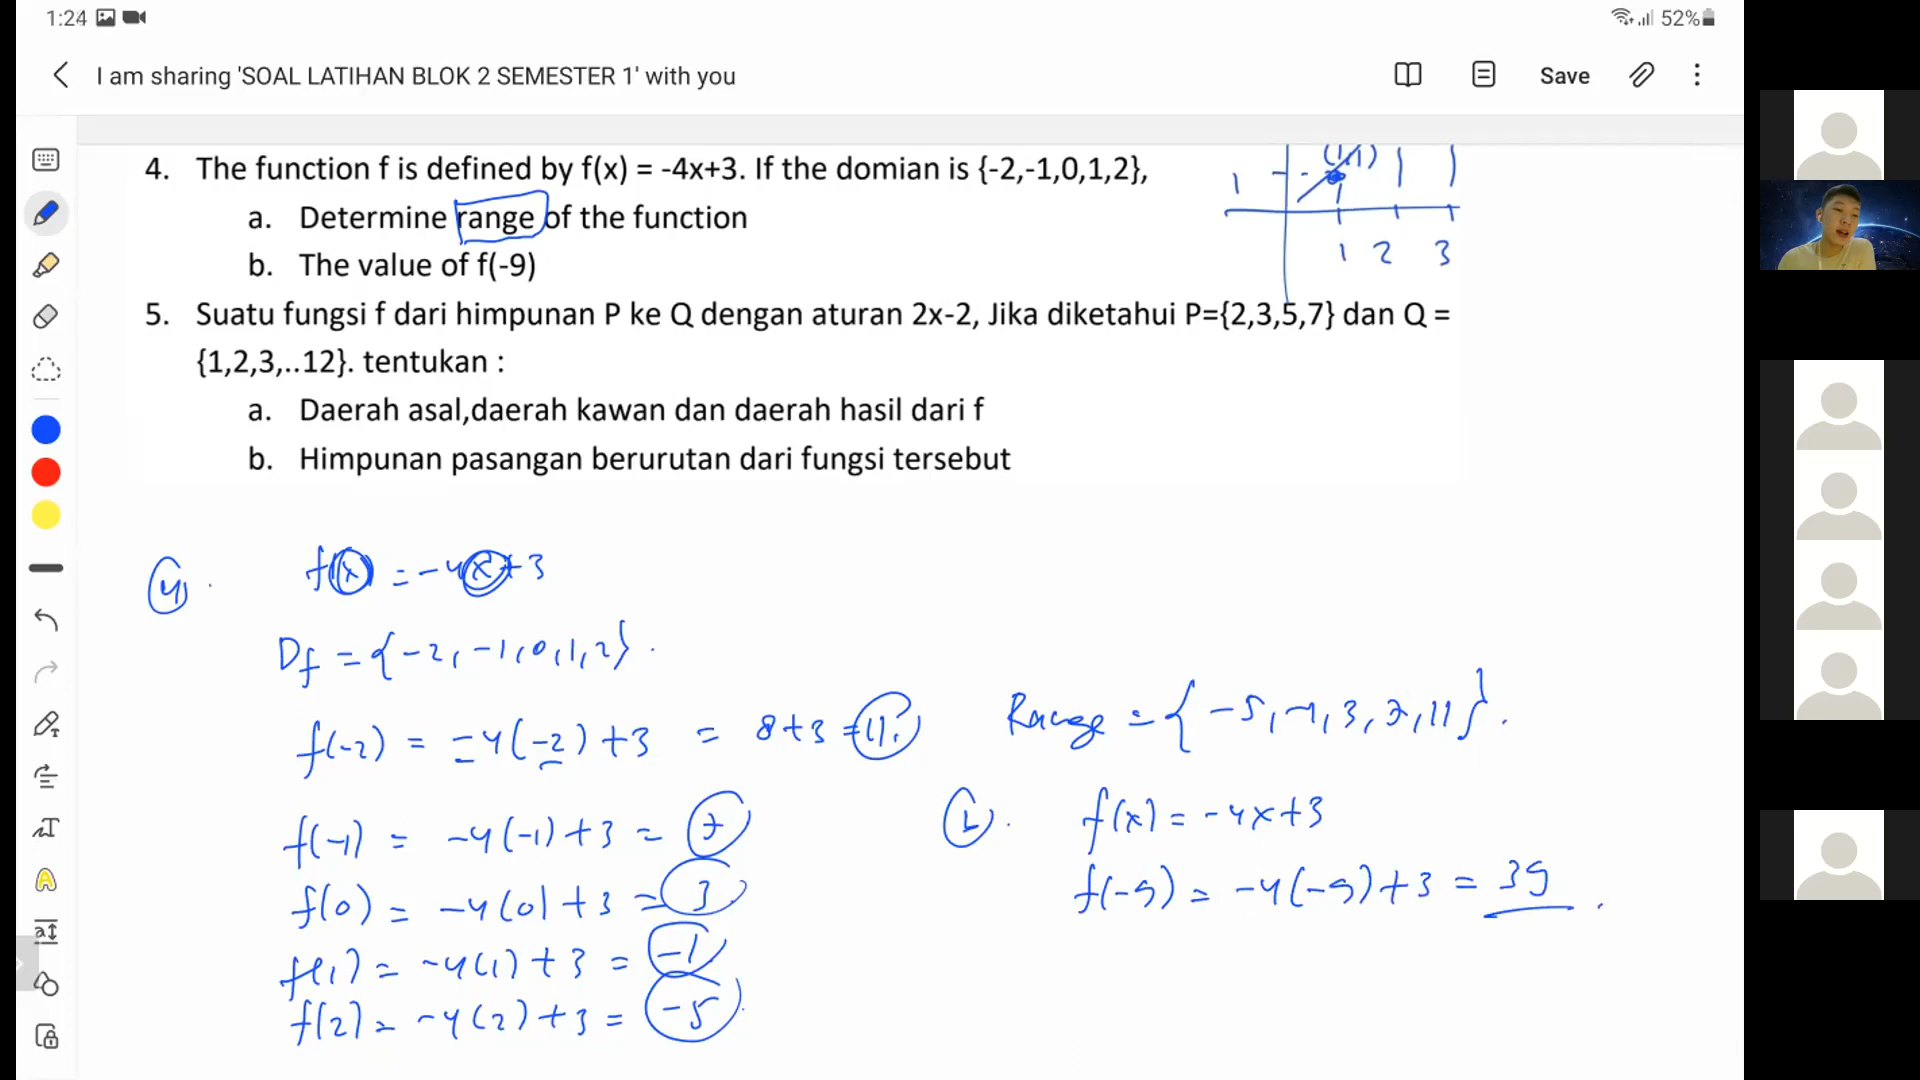 1:24 52%
I am sharing 'SOAL LATIHAN BLOK 2 SEMESTER 1' with you Save
4. The function f is defined by f(x) = -4x+3. If the domian is {-2,-1,0,1,2},
a. Determine range of the function
b. The value of f(-9)
(1,1)
1
1 2 3
5. Suatu fungsi f dari himpunan P ke Q dengan aturan 2x-2, Jika diketahui P={2,3,5,7} dan Q =
{1,2,3,..12}. tentukan :
a. Daerah asal,daerah kawan dan daerah hasil dari f
b. Himpunan pasangan berurutan dari fungsi tersebut
4. f(x) = -4x+3
Df = {-2, -1, 0, 1, 2}.
f(-2) = -4(-2)+3 = 8+3 = 11.
f(-1) = -4(-1)+3 = 7
f(0) = -4(0)+3 = 3
f(1) = -4(1)+3 = -1
f(2) = -4(2)+3 = -5
Range = {-5, -1, 3, 7, 11}.
b. f(x) = -4x+3
f(-9) = -4(-9)+3 = 39.